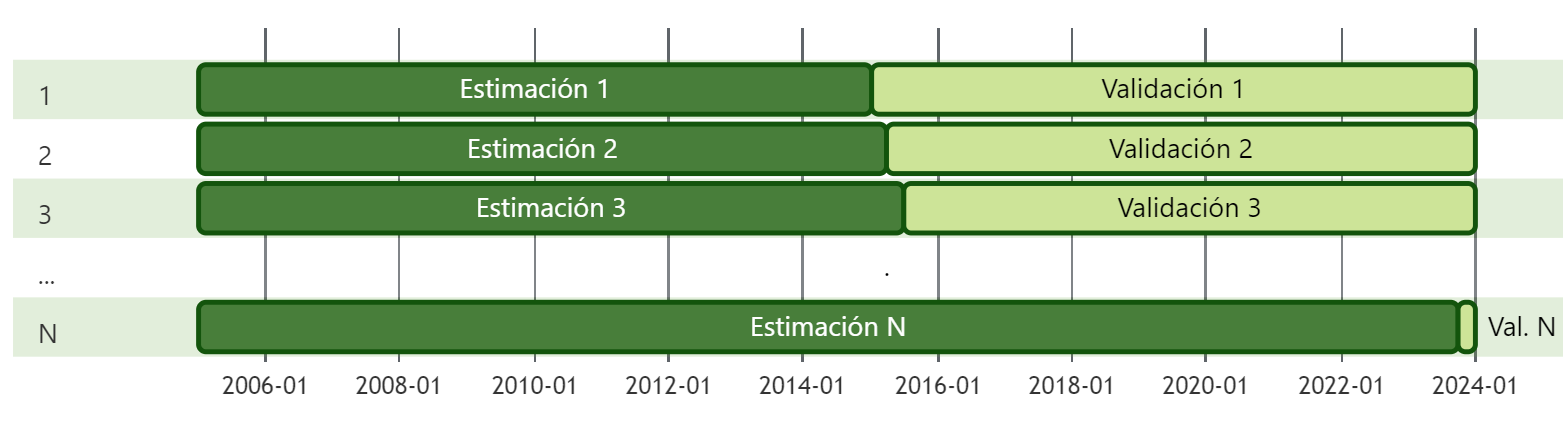 1 Estimación 1 Validación 1
2 Estimación 2 Validación 2
3 Estimación 3 Validación 3
... .
N Estimación N Val. N
2006-01 2008-01 2010-01 2012-01 2014-01 2016-01 2018-01 2020-01 2022-01 2024-01